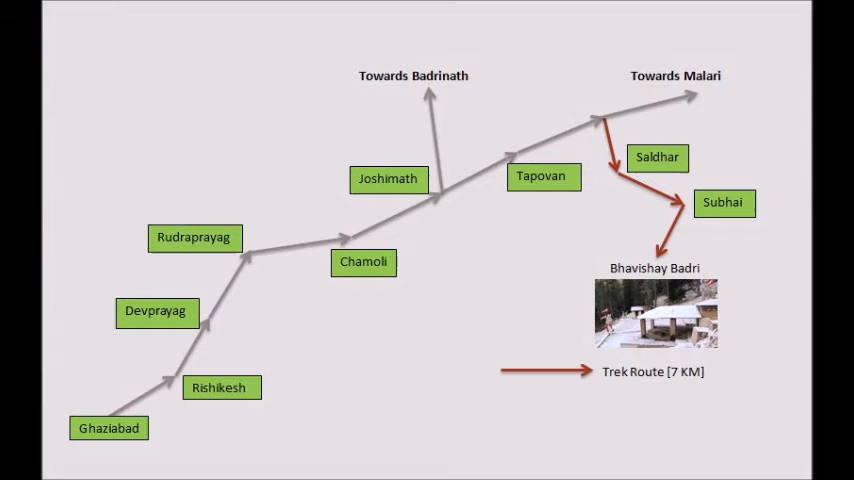 Towards Badrinath
Towards Malari
Saldhar
Tapovan
Joshimath
Subhai
Rudraprayag
Chamoli
Bhavishay Badri
Devprayag
Trek Route [7 KM]
Rishikesh
Ghaziabad